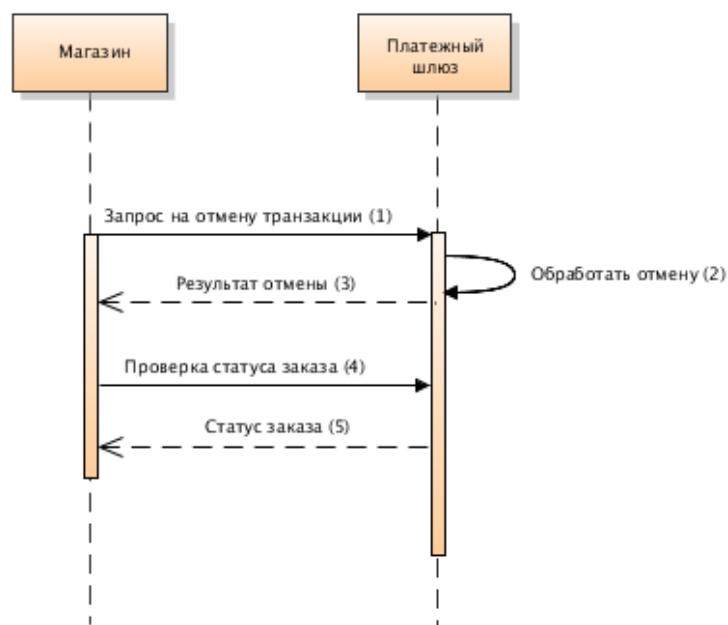 Магазин
Платежный
шлюз
Запрос на отмену транзакции (1)
Обработать отмену (2)
Результат отмены (3)
Проверка статуса заказа (4)
Статус заказа (5)